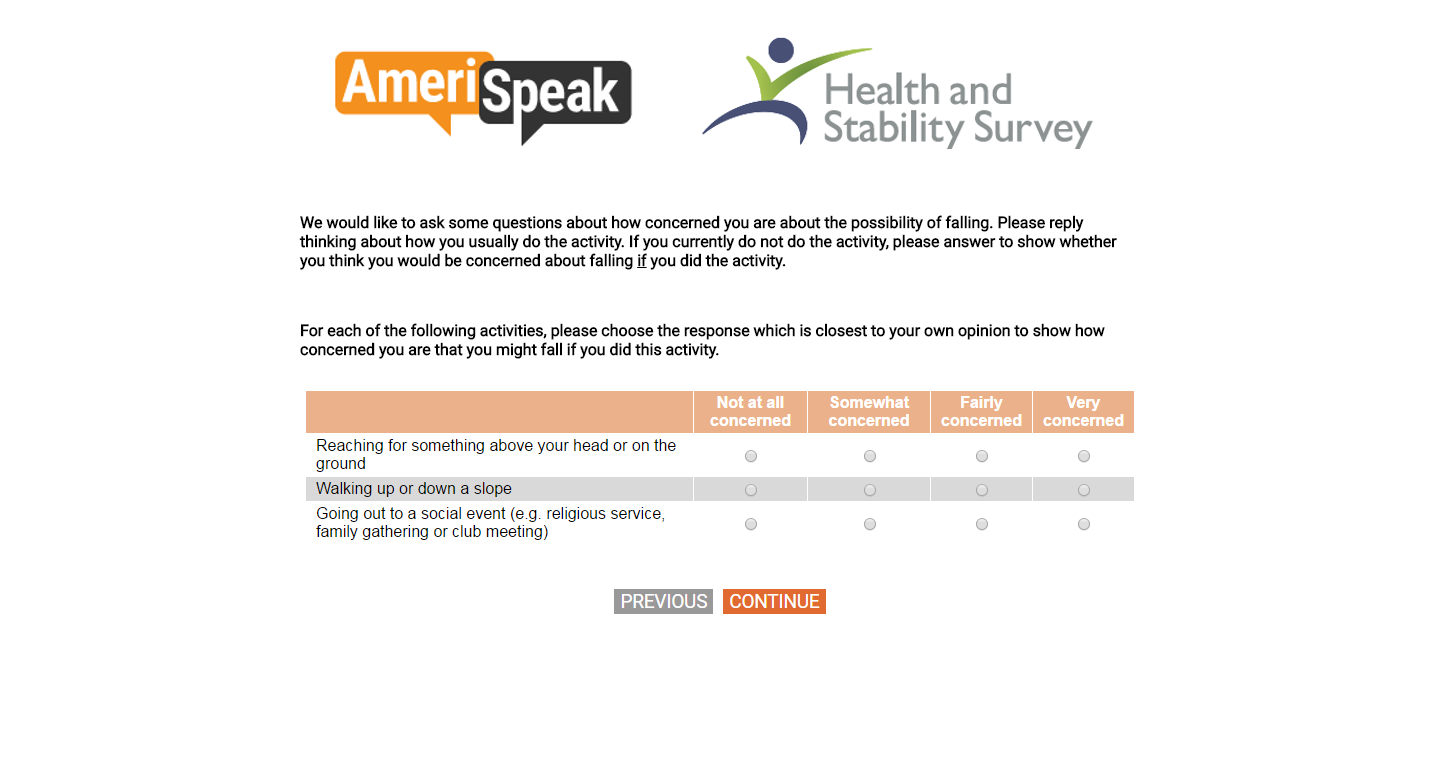 AmeriSpeak
Health and
Stability Survey
We would like to ask some questions about how concerned you are about the possibility of falling. Please reply
thinking about how you usually do the activity. If you currently do not do the activity, please answer to show whether
you think you would be concerned about falling if you did the activity.
For each of the following activities, please choose the response which is closest to your own opinion to show how
concerned you are that you might fall if you did this activity.
Not at all concerned
Somewhat concerned
Fairly concerned
Very concerned
Reaching for something above your head or on the
ground
Walking up or down a slope
Going out to a social event (e.g. religious service,
family gathering or club meeting)
PREVIOUS CONTINUE